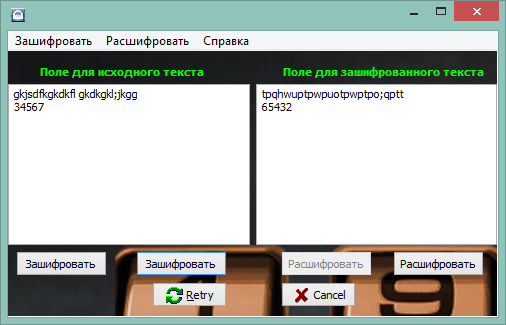 Зашифровать Расшифровать Справка
Поле для исходного текста Поле для зашифрованного текста
gkjsdfkgkdkfl gkdkgkl;jkgg
34567
tpqhwuptpwpuotpwptpo;qptt
65432
Зашифровать Зашифровать Расшифровать Расшифровать
Retry Cancel
9